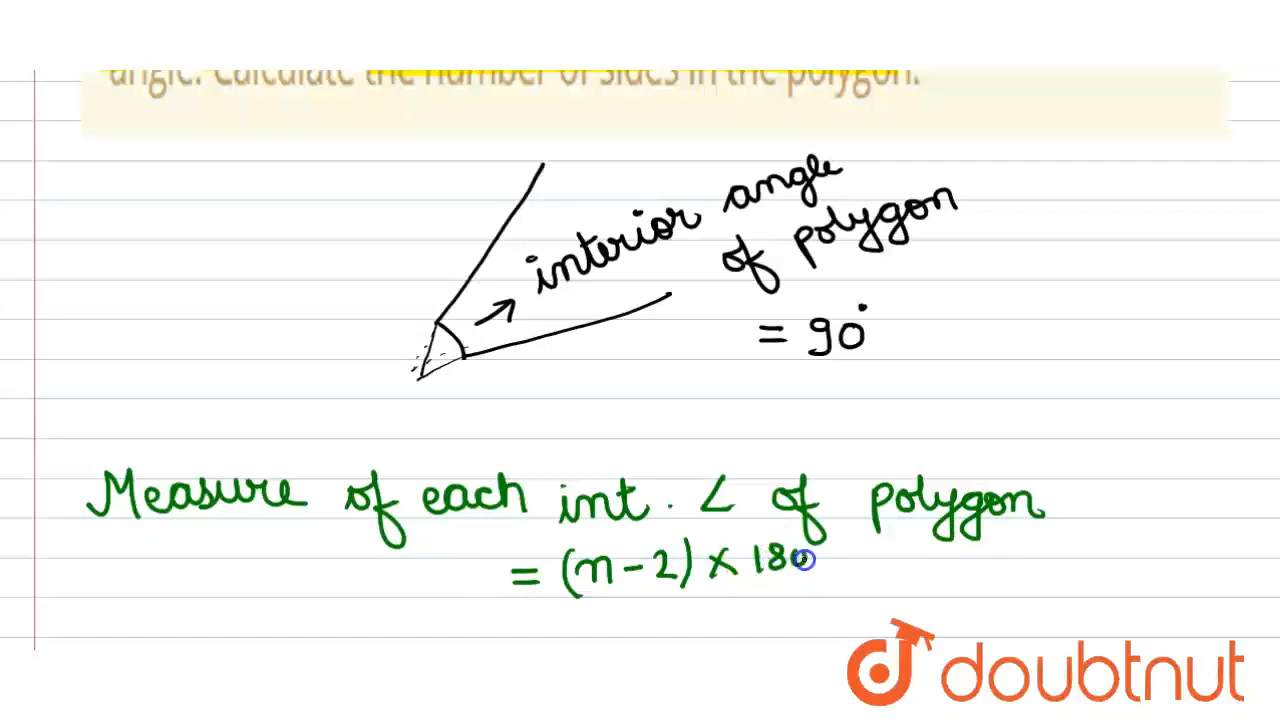 angle. Calculate the number of sides in the polygon.
interior angle
of polygon
= 90°
Measure of each int. ∠ of polygon
= (n-2) × 180
doubtnut